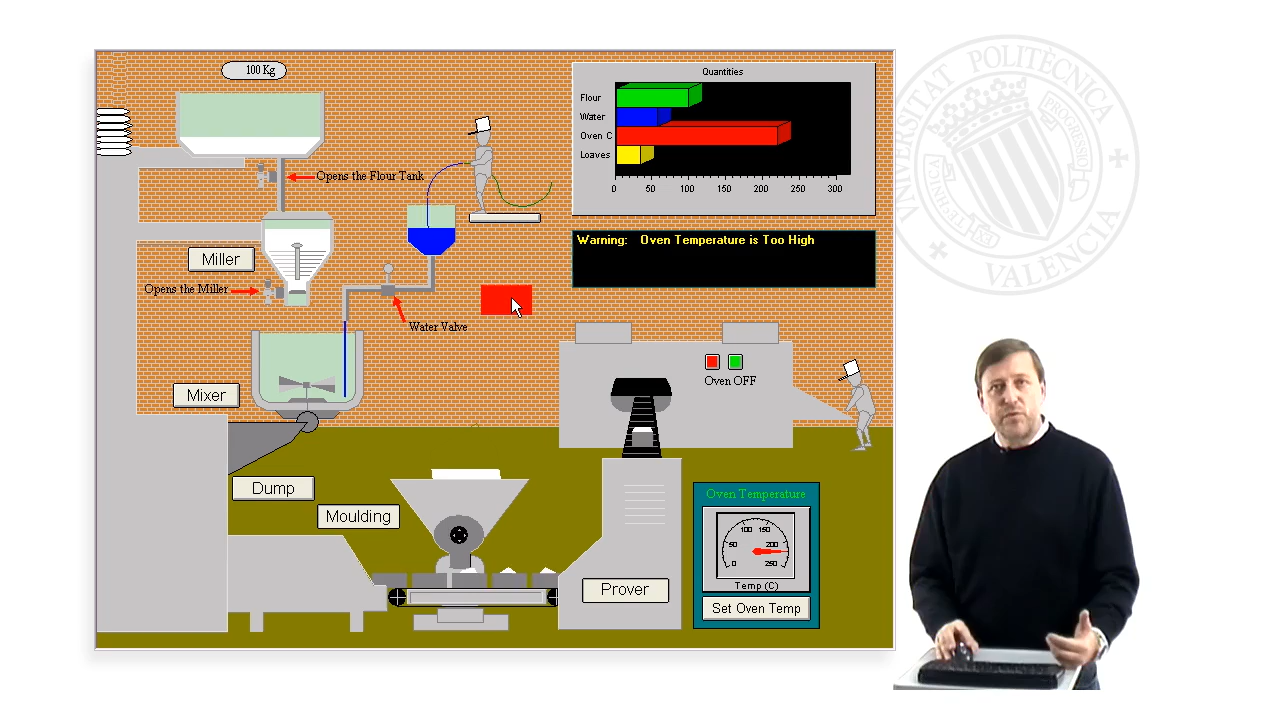 100 Kg
Quantities
Flour
Water
Oven C
Loaves
0 50 100 150 200 250 300
Opens the Flour Tank
Warning: Oven Temperature is Too High
Miller
Opens the Miller
Water Valve
Oven OFF
Mixer
Dump
Moulding
Oven Temperature
0 50 100 150 200 250
Temp (C)
Prover
Set Oven Temp
UNIVERSITAT POLITÈCNICA
VALÈNCIA